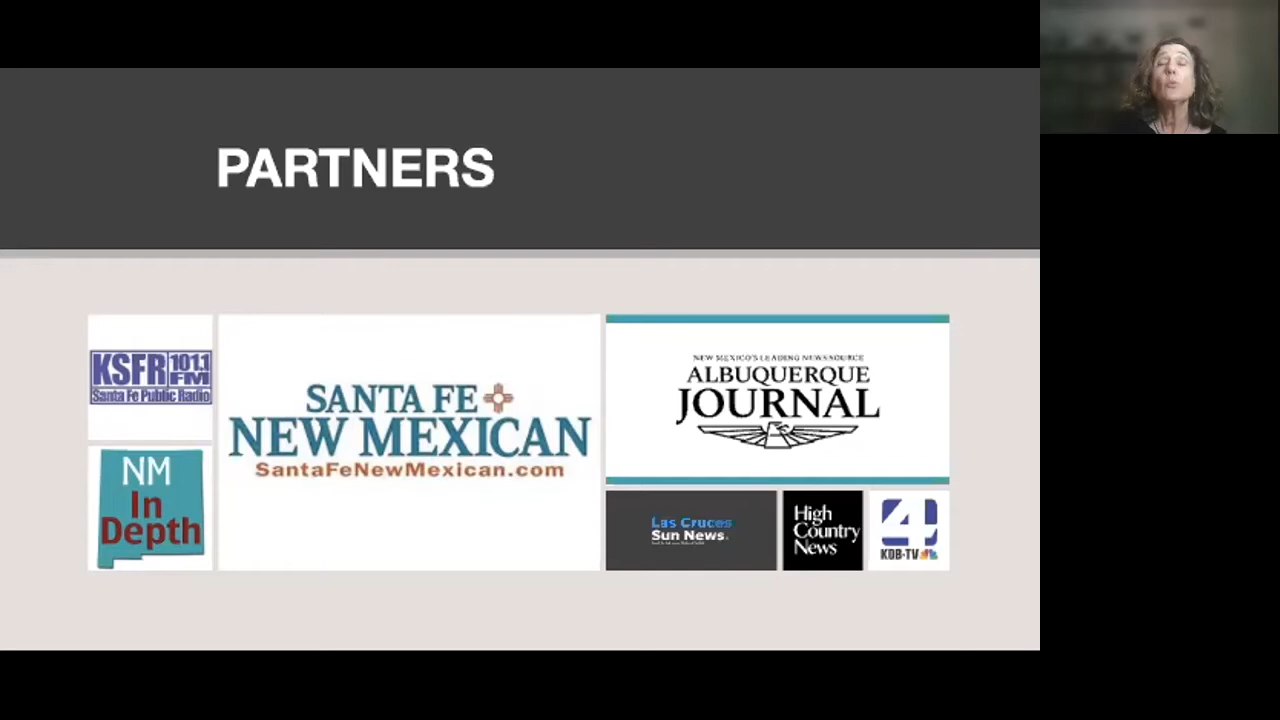 PARTNERS
KSFR 101.1 FM
Santa Fe Public Radio
NM
In
Depth
SANTA FE
NEW MEXICAN
SantaFeNewMexican.com
NEW MEXICO'S LEADING NEWS SOURCE
ALBUQUERQUE
JOURNAL
Las Cruces
Sun News.
High
Country
News
4
KOB-TV